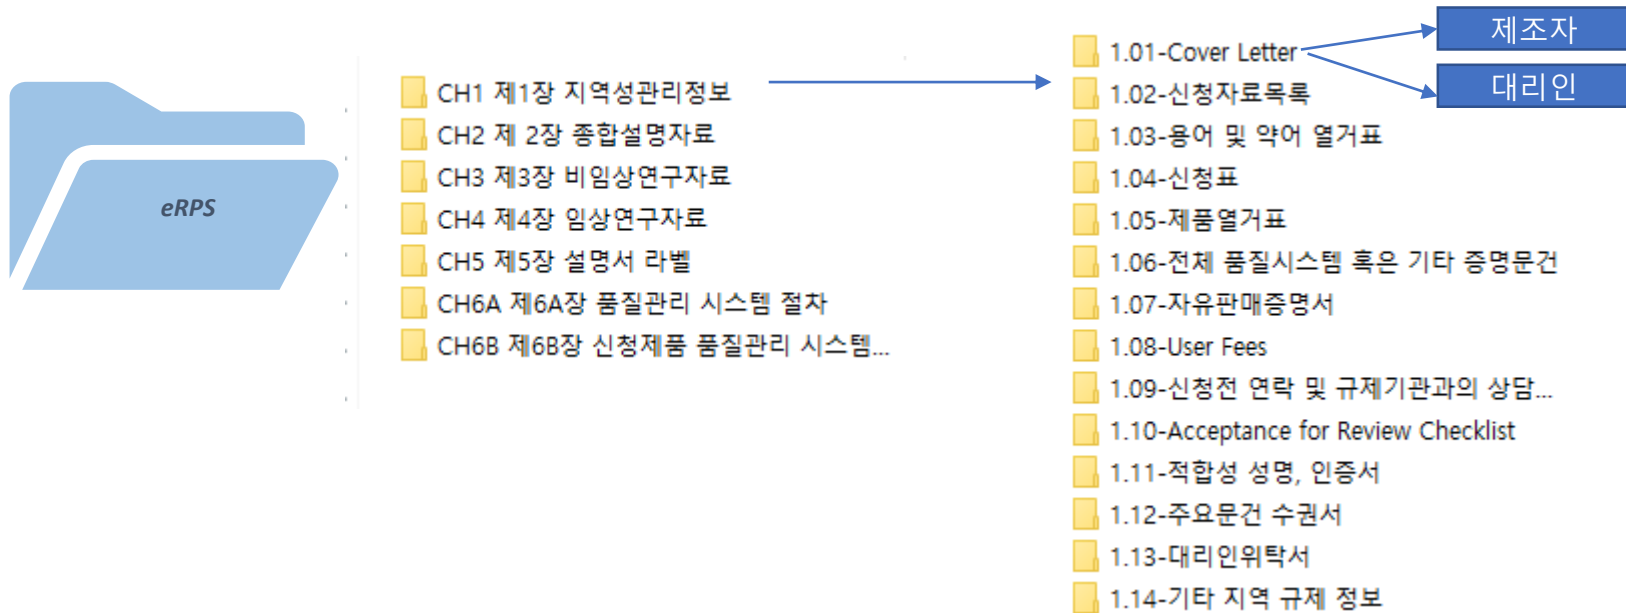 eRPS
CH1 제1장 지역성관리정보
CH2 제 2장 종합설명자료
CH3 제3장 비임상연구자료
CH4 제4장 임상연구자료
CH5 제5장 설명서 라벨
CH6A 제6A장 품질관리 시스템 절차
CH6B 제6B장 신청제품 품질관리 시스템...
1.01-Cover Letter
1.02-신청자료목록
1.03-용어 및 약어 열거표
1.04-신청표
1.05-제품열거표
1.06-전체 품질시스템 혹은 기타 증명문건
1.07-자유판매증명서
1.08-User Fees
1.09-신청전 연락 및 규제기관과의 상담...
1.10-Acceptance for Review Checklist
1.11-적합성 성명, 인증서
1.12-주요문건 수권서
1.13-대리인위탁서
1.14-기타 지역 규제 정보
제조자
대리인